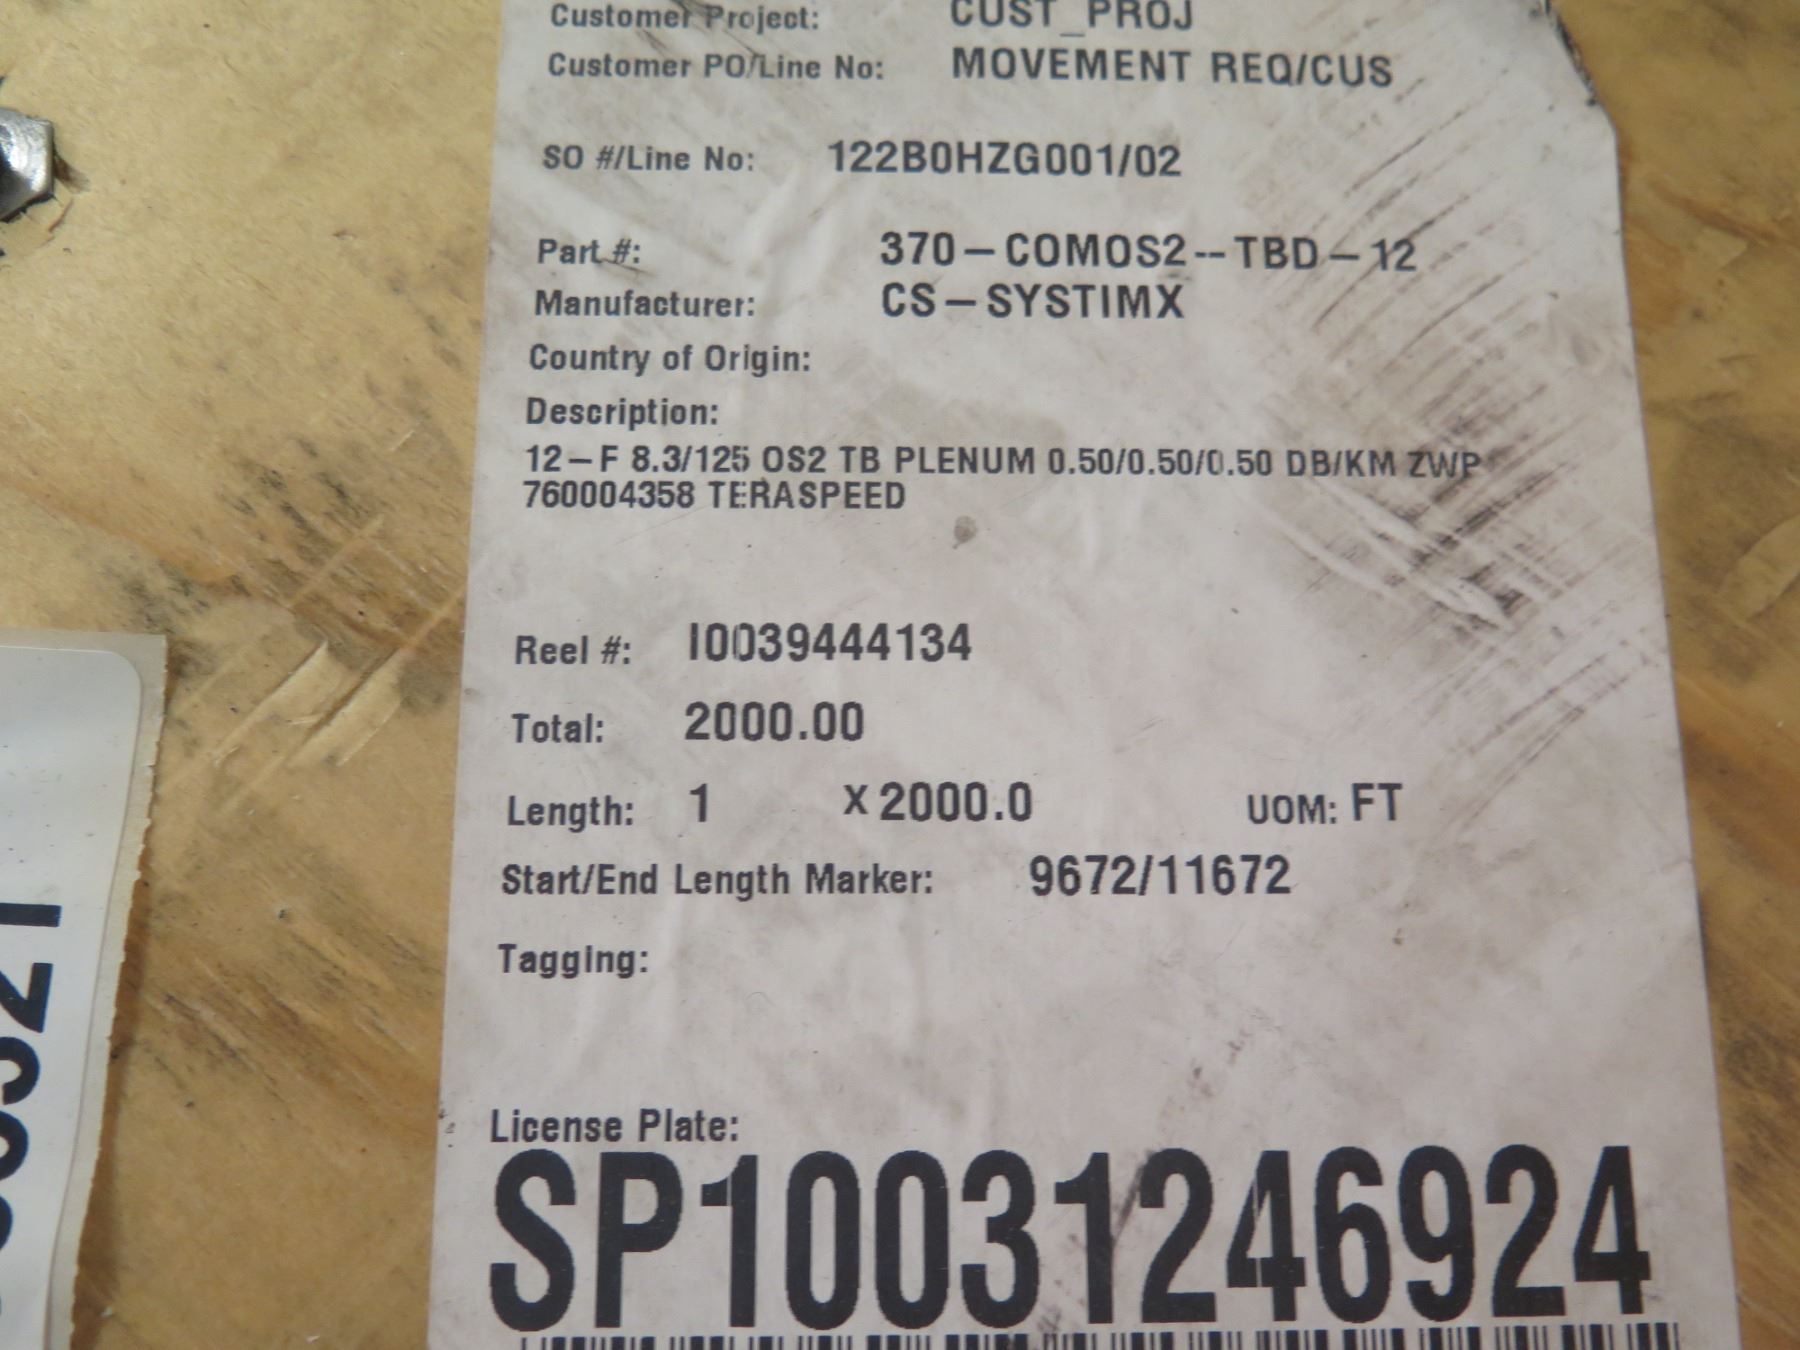 Customer Project: CUST_PROJ
Customer PO/Line No: MOVEMENT REQ/CUS
SO #/Line No: 122B0HZG001/02
Part #: 370-COMOS2--TBD-12
Manufacturer: CS-SYSTIMX
Country of Origin:
Description:
12-F 8.3/125 OS2 TB PLENUM 0.50/0.50/0.50 DB/KM ZWP
760004358 TERASPEED
Reel #: I0039444134
Total: 2000.00
Length: 1 X 2000.0 UOM: FT
Start/End Length Marker: 9672/11672
Tagging:
License Plate:
SP10031246924